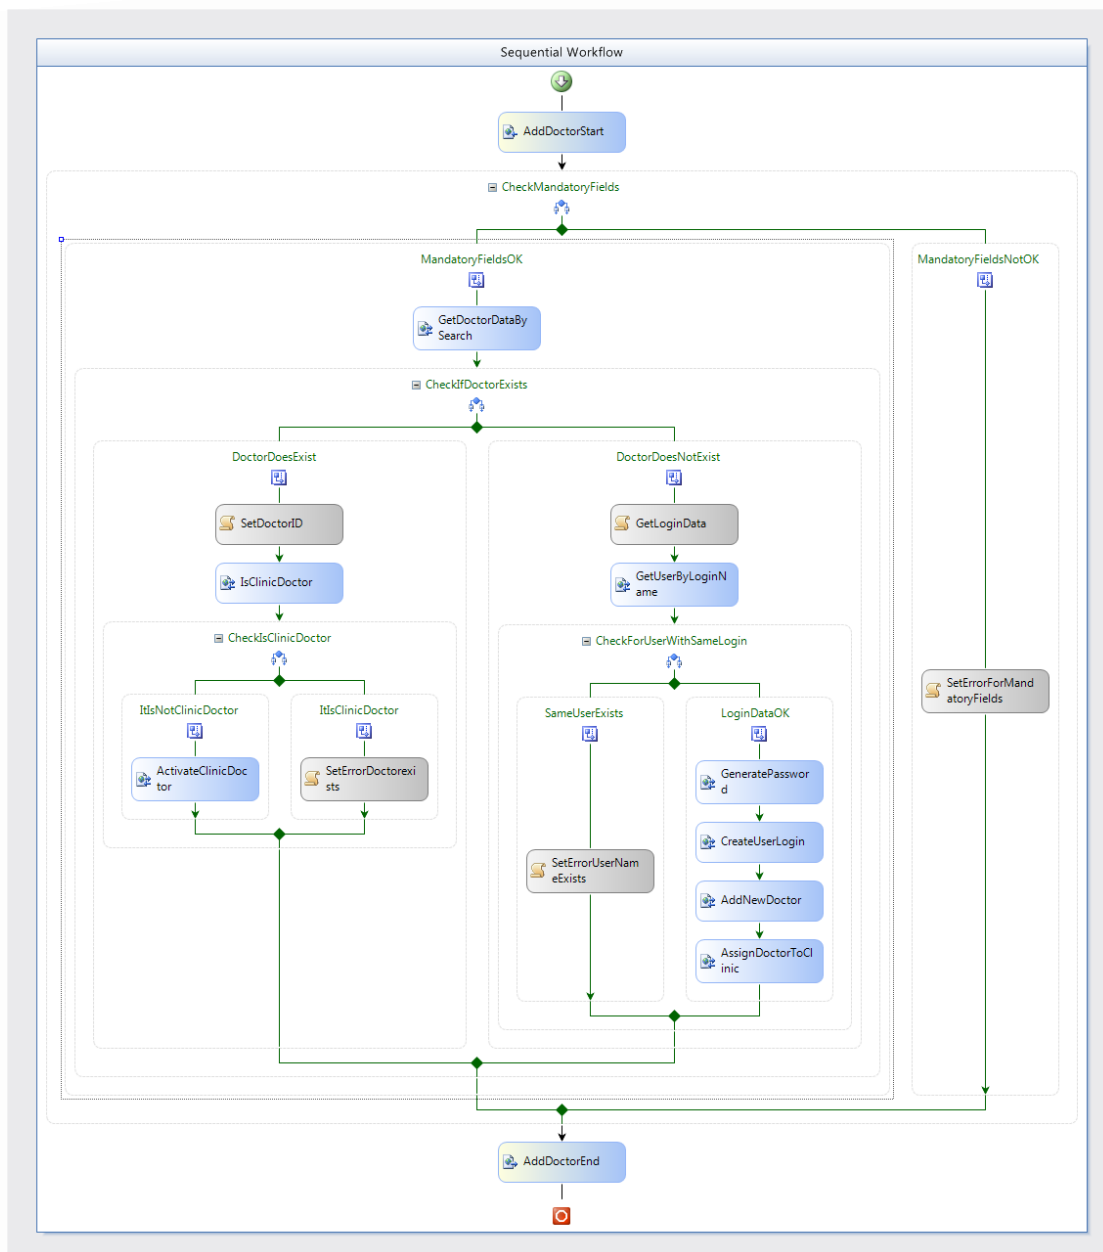 Sequential Workflow
AddDoctorStart
CheckMandatoryFields
MandatoryFieldsOK
MandatoryFieldsNotOK
GetDoctorDataBy
Search
CheckIfDoctorExists
DoctorDoesExist
DoctorDoesNotExist
SetDoctorID
GetLoginData
IsClinicDoctor
GetUserByLoginN
ame
CheckIsClinicDoctor
CheckForUserWithSameLogin
SetErrorForMand
atoryFields
ItIsNotClinicDoctor
ItIsClinicDoctor
SameUserExists
LoginDataOK
ActivateClinicDoc
tor
SetErrorDoctorexi
sts
GeneratePasswor
d
CreateUserLogin
SetErrorUserNam
eExists
AddNewDoctor
AssignDoctorToCl
inic
AddDoctorEnd